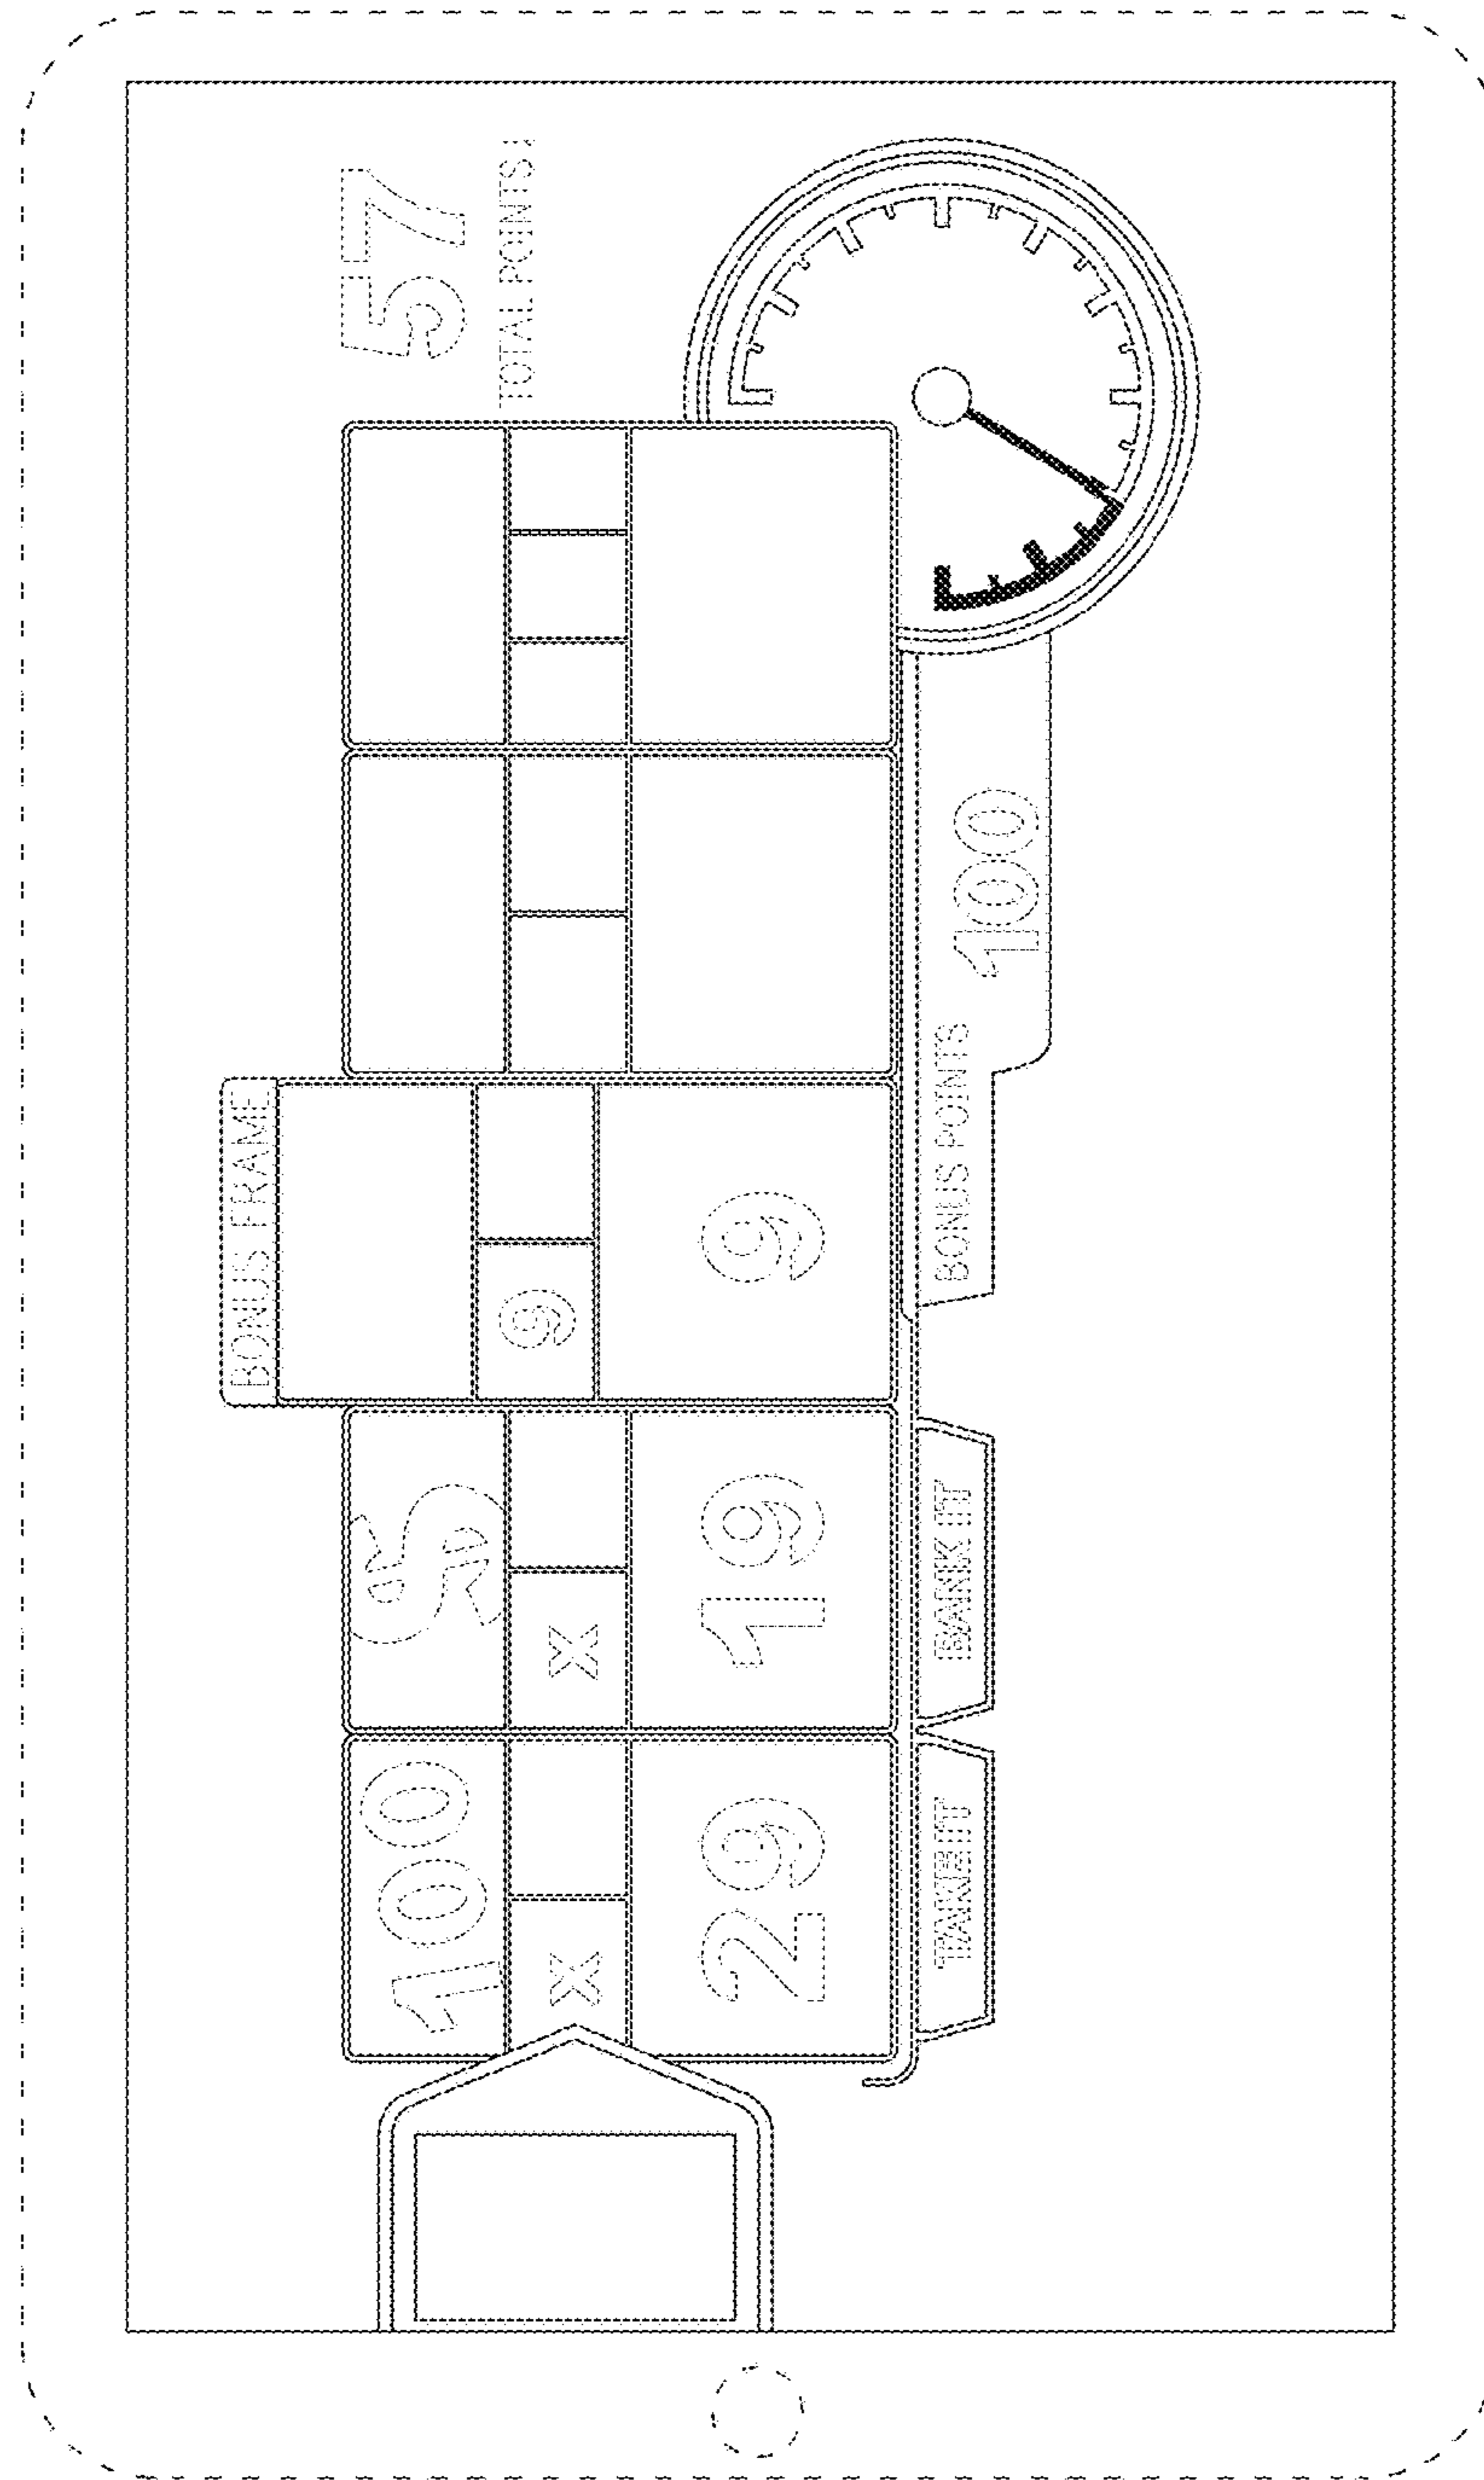 BONUS FRAME
100 $ 57
TOTAL POINTS:
X X 9
29 19 9
TAKE IT BANK IT BONUS POINTS 100